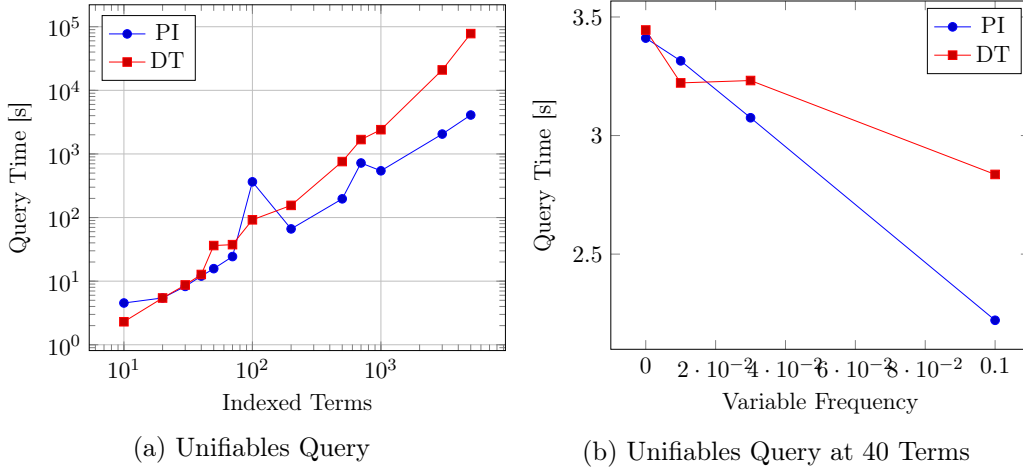 PI
DT
10^5
10^4
10^3
10^2
10^1
10^0
Query Time [s]
10^1
10^2
10^3
Indexed Terms
(a) Unifiables Query
PI
DT
3.5
3
2.5
Query Time [s]
0
2 · 10^−2
4 · 10^−2
6 · 10^−2
8 · 10^−2
0.1
Variable Frequency
(b) Unifiables Query at 40 Terms